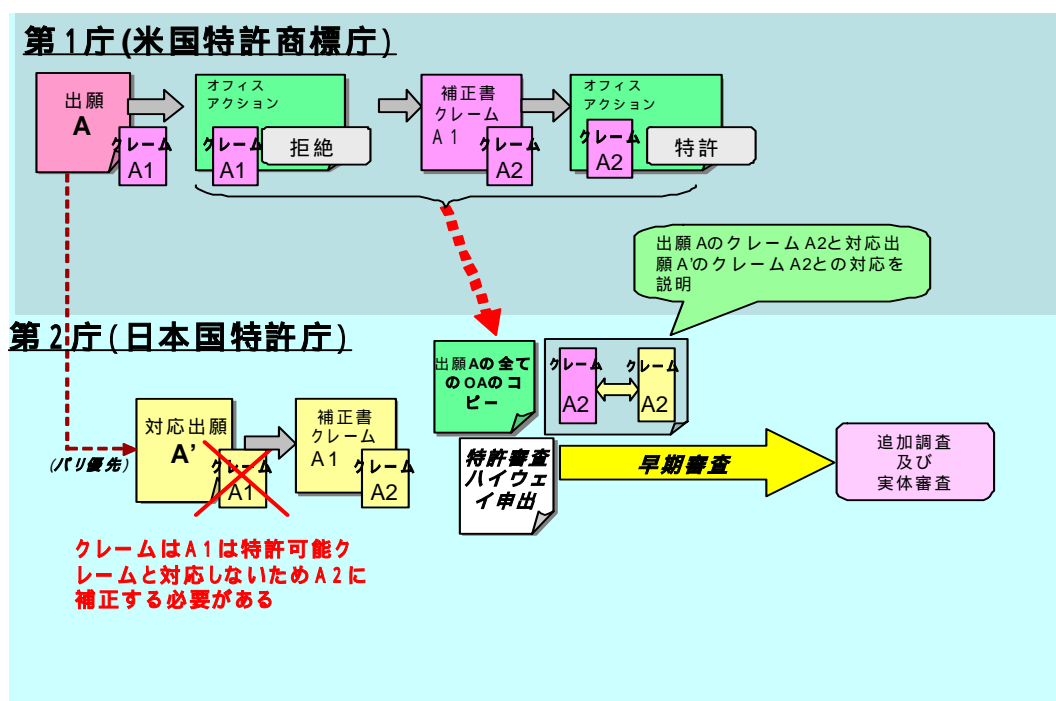 第1庁(米国特許商標庁)
出願
A
クレーム
A1
オフィス
アクション
クレーム
A1
拒絶
補正書
クレーム
A1
クレーム
A2
オフィス
アクション
クレーム
A2
特許
出願AのクレームA2と対応出
願A'のクレームA2との対応を
説明
第2庁(日本国特許庁)
出願Aの全て
のOAのコ
ピー
クレーム
A2
クレーム
A2
対応出願
A'
クレーム
A1
補正書
クレーム
A1
クレーム
A2
(パリ優先)
特許審査
ハイウェ
イ申出
早期審査
追加調査
及び
実体審査
クレームはA1は特許可能ク
レームと対応しないためA2に
補正する必要がある